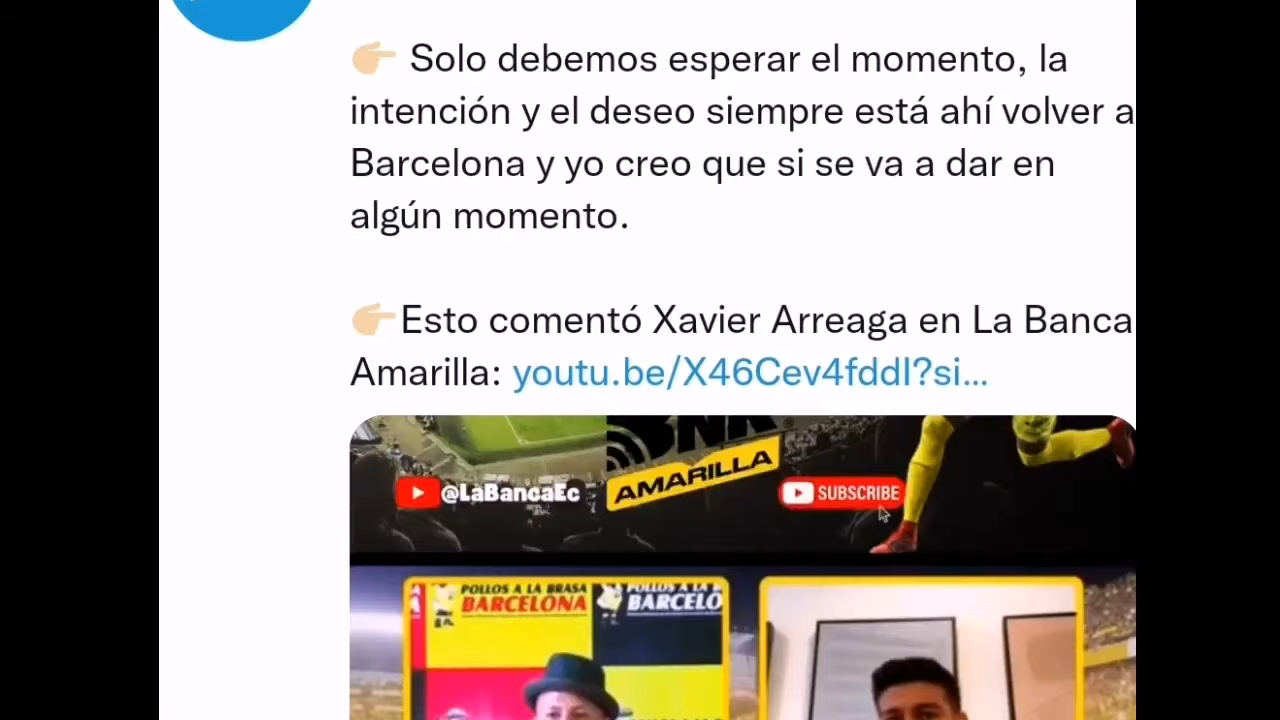 👉🏼 Solo debemos esperar el momento, la
intención y el deseo siempre está ahí volver a
Barcelona y yo creo que si se va a dar en
algún momento.
👉🏼Esto comentó Xavier Arreaga en La Banca
Amarilla: youtu.be/X46Cev4fddI?si...
AMARILLA
@LaBancaEc
SUBSCRIBE
POLLOS A LA BRASA
BARCELONA
POLLOS A LA
BARCELO